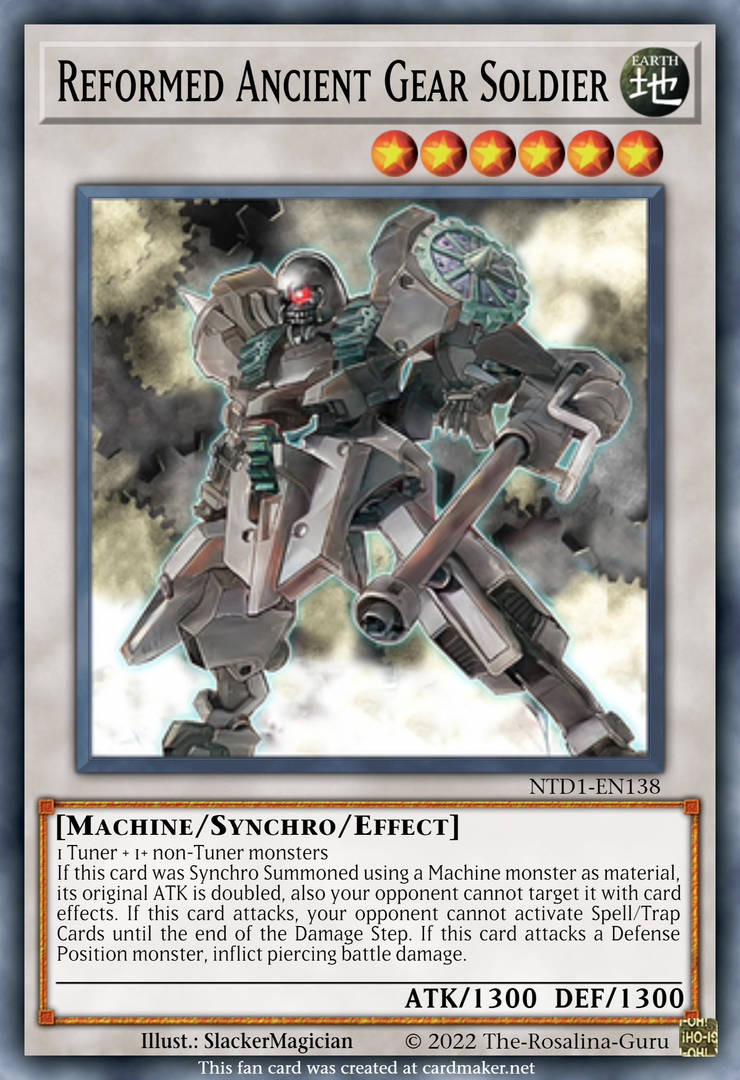 Reformed Ancient Gear Soldier
EARTH
地
NTD1-EN138
[Machine/Synchro/Effect]
1 Tuner + 1+ non-Tuner monsters
If this card was Synchro Summoned using a Machine monster as material,
its original ATK is doubled, also your opponent cannot target it with card
effects. If this card attacks, your opponent cannot activate Spell/Trap
Cards until the end of the Damage Step. If this card attacks a Defense
Position monster, inflict piercing battle damage.
ATK/1300 DEF/1300
Illust.: SlackerMagician
© 2022 The-Rosalina-Guru
This fan card was created at cardmaker.net